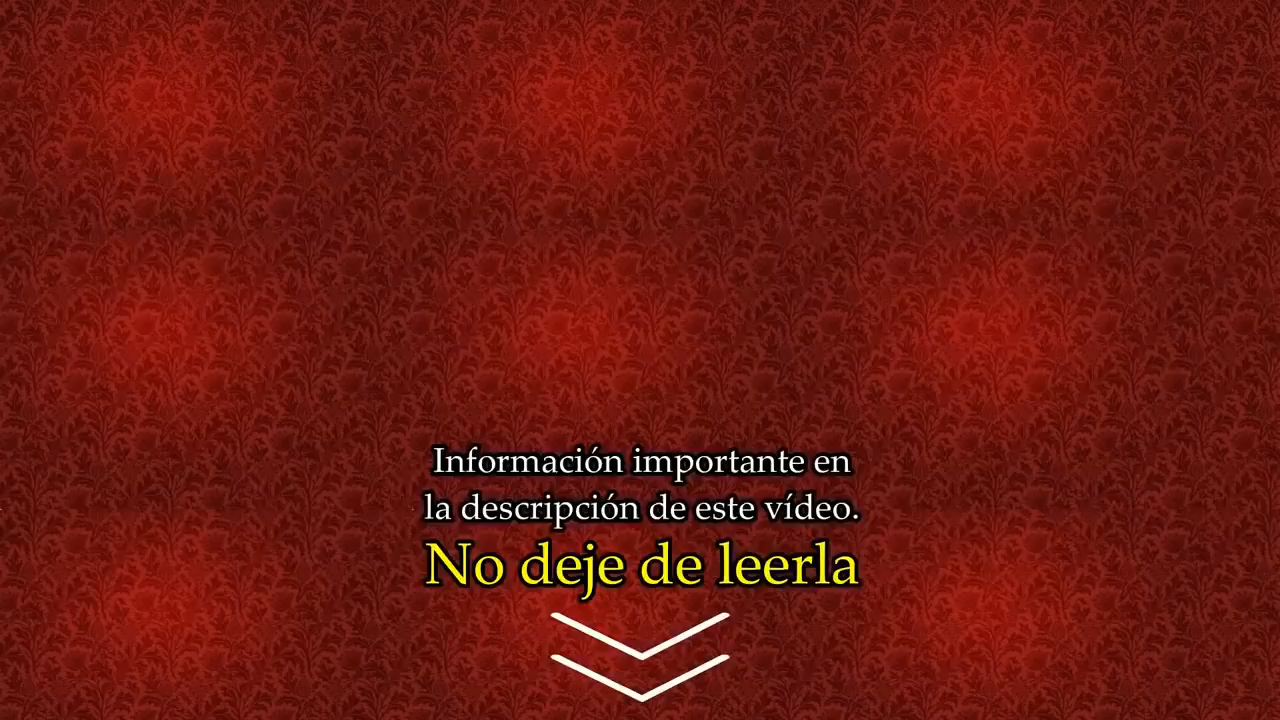 Información importante en
la descripción de este vídeo.
No deje de leerla